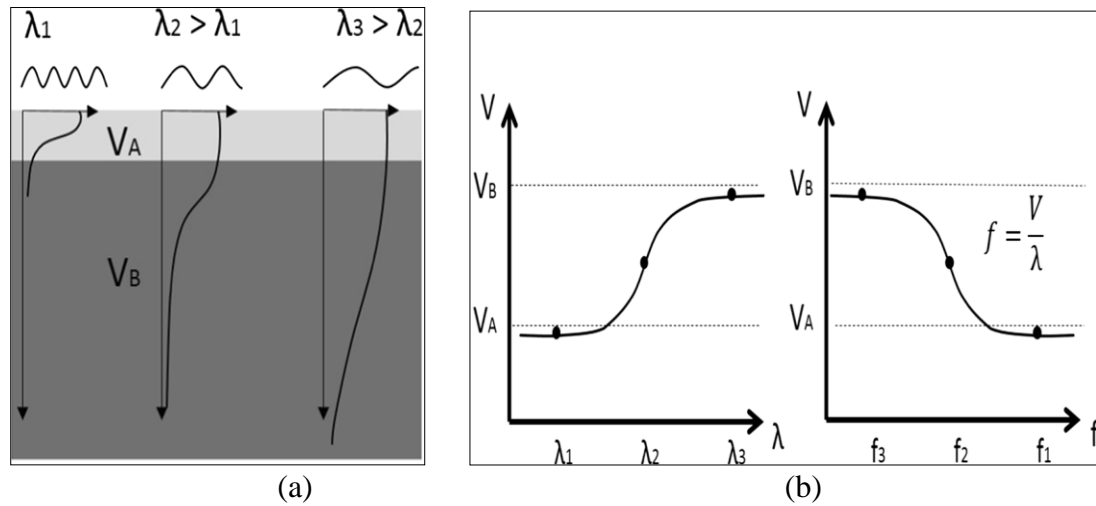 λ1
λ2 > λ1
λ3 > λ2
VA
VB
(a)
V
VB
VA
λ1
λ2
λ3
λ
V
VB
VA
f = V/λ
f3
f2
f1
f
(b)